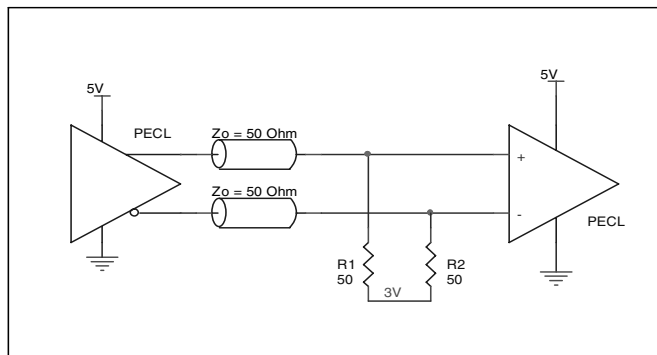 5V
PECL
Zo = 50 Ohm
Zo = 50 Ohm
5V
+
-
PECL
R1
50
R2
50
3V